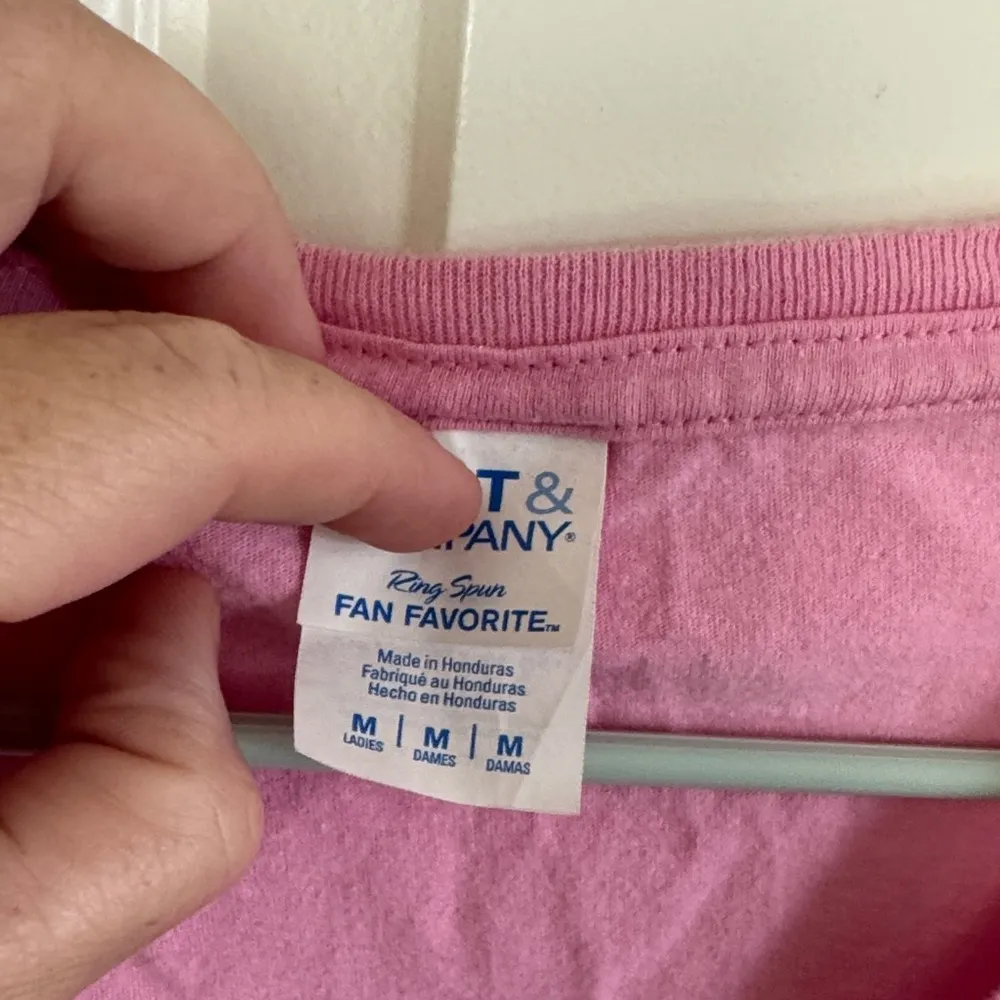 T &
PANY®
Ring Spun
FAN FAVORITE™
Made in Honduras
Fabriqué au Honduras
Hecho en Honduras
M | M | M
LADIES DAMES DAMAS